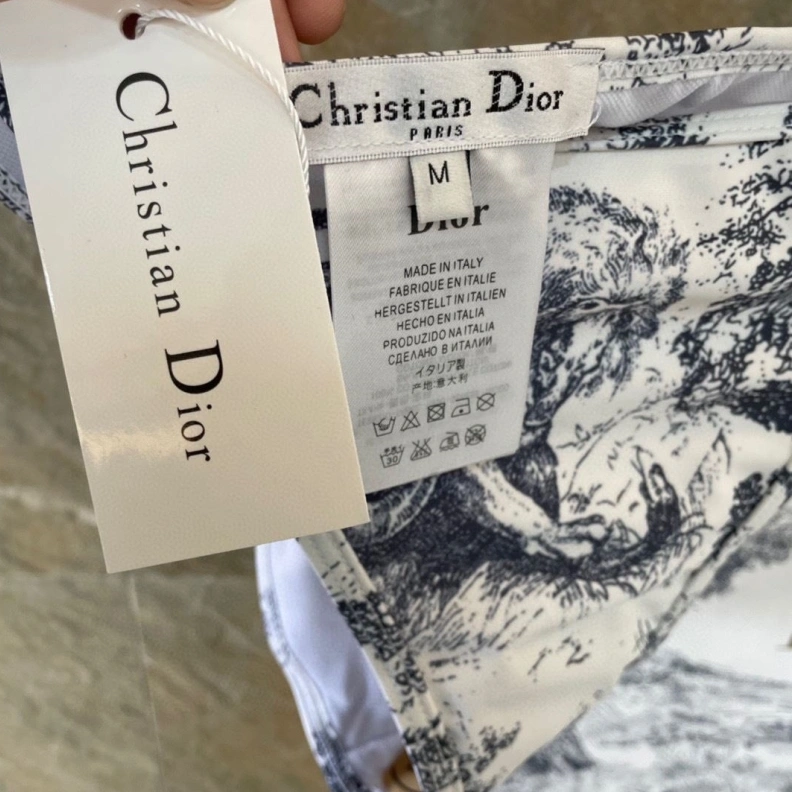 Christian Dior
Christian Dior
PARIS
M
Dior
MADE IN ITALY
FABRIQUE EN ITALIE
HERGESTELLT IN ITALIEN
HECHO EN ITALIA
PRODUZIDO NA ITALIA
СДЕЛАНО В ИТАЛИИ
イタリア製
产地:意大利
30